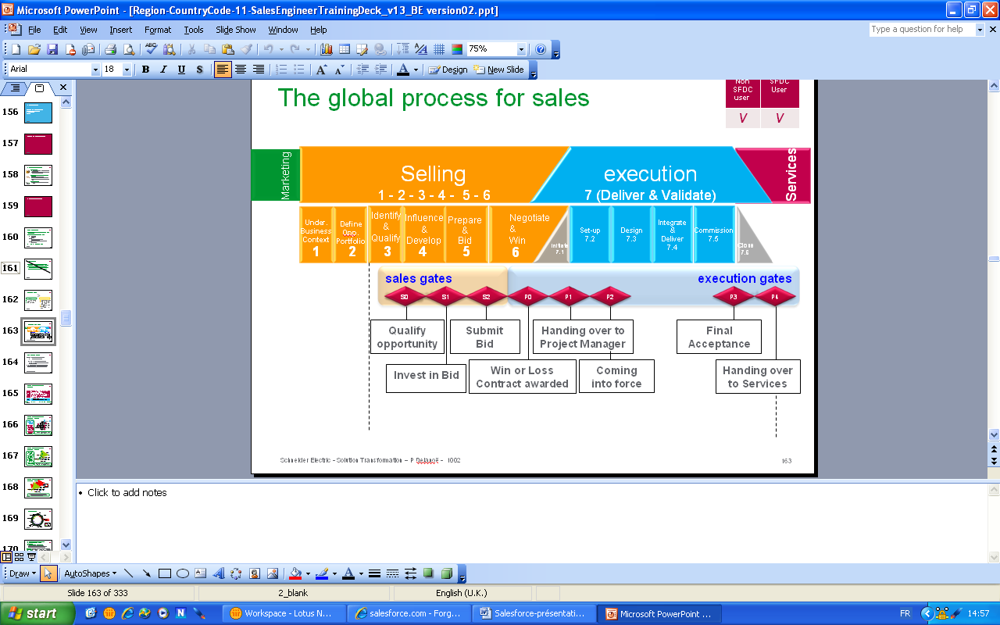 Microsoft PowerPoint - [Region-CountryCode-11-SalesEngineerTrainingDeck_v13_BE version02.ppt]
File Edit View Insert Format Tools Slide Show Window Help
Type a question for help
75%
Arial 18 B I U S A A A Design New Slide
156
157
158
159
160
161
162
163
164
165
166
167
168
169
170
The global process for sales
Non
SFDC
user
SFDC
User
V V
Marketing
Selling
1 - 2 - 3 - 4 - 5 - 6
execution
7 (Deliver & Validate)
Services
Under.
Business
Context
1
Define
Opp.
Portfolio
2
Identify
&
Qualify
3
Influence
&
Develop
4
Prepare
&
Bid
5
Negotiate
&
Win
6
Initiate
7.1
Set-up
7.2
Design
7.3
Integrate
&
Deliver
7.4
Commission
7.5
Close
7.6
sales gates
execution gates
S0 S1 S2 P0 P1 P2 P3 P4
Qualify
opportunity
Submit
Bid
Handing over to
Project Manager
Final
Acceptance
Invest in Bid
Win or Loss
Contract awarded
Coming
into force
Handing over
to Services
Schneider Electric - Solution Transformation – P Delangë - 1002
163
• Click to add notes
Draw AutoShapes
Slide 163 of 333
2_blank
English (U.K.)
start
Workspace - Lotus N...
salesforce.com - Forg...
Salesforce-présentati...
Microsoft PowerPoint ...
FR
14:57